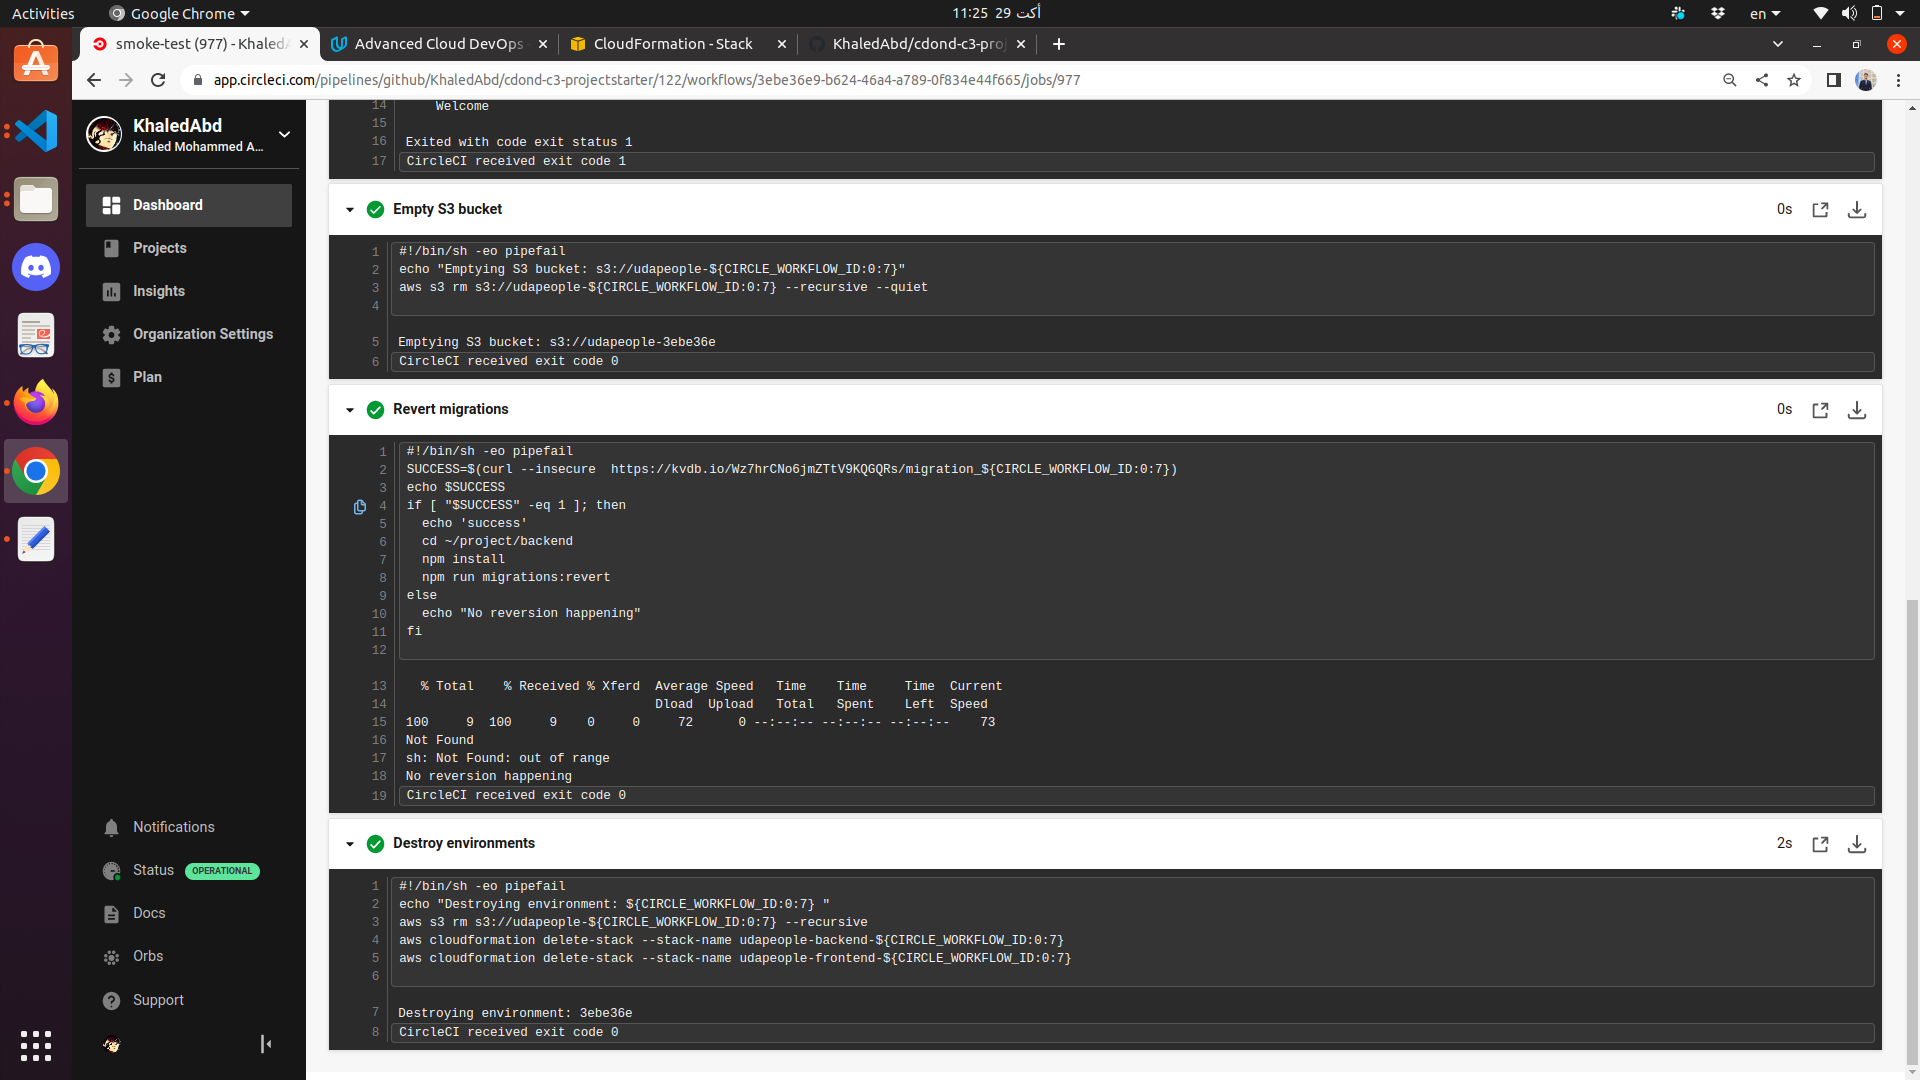 Activities
Google Chrome
11:25 29 أكت
en
smoke-test (977) - KhaledA
Advanced Cloud DevOps
CloudFormation - Stack
KhaledAbd/cdond-c3-proj
app.circleci.com/pipelines/github/KhaledAbd/cdond-c3-projectstarter/122/workflows/3ebe36e9-b624-46a4-a789-0f834e44f665/jobs/977
KhaledAbd
khaled Mohammed A...
Dashboard
Projects
Insights
Organization Settings
Plan
Notifications
Status OPERATIONAL
Docs
Orbs
Support
14 Welcome
15
16 Exited with code exit status 1
17 CircleCI received exit code 1
Empty S3 bucket 0s
1 #!/bin/sh -eo pipefail
2 echo "Emptying S3 bucket: s3://udapeople-${CIRCLE_WORKFLOW_ID:0:7}"
3 aws s3 rm s3://udapeople-${CIRCLE_WORKFLOW_ID:0:7} --recursive --quiet
4
5 Emptying S3 bucket: s3://udapeople-3ebe36e
6 CircleCI received exit code 0
Revert migrations 0s
1 #!/bin/sh -eo pipefail
2 SUCCESS=$(curl --insecure  https://kvdb.io/Wz7hrCNo6jmZTtV9KQGQRs/migration_${CIRCLE_WORKFLOW_ID:0:7})
3 echo $SUCCESS
4 if [ "$SUCCESS" -eq 1 ]; then
5   echo 'success'
6   cd ~/project/backend
7   npm install
8   npm run migrations:revert
9 else
10   echo "No reversion happening"
11 fi
12
13   % Total    % Received % Xferd  Average Speed   Time    Time     Time  Current
14                                  Dload  Upload   Total   Spent    Left  Speed
15 100     9  100     9    0     0     72      0 --:--:-- --:--:-- --:--:--    73
16 Not Found
17 sh: Not Found: out of range
18 No reversion happening
19 CircleCI received exit code 0
Destroy environments 2s
1 #!/bin/sh -eo pipefail
2 echo "Destroying environment: ${CIRCLE_WORKFLOW_ID:0:7} "
3 aws s3 rm s3://udapeople-${CIRCLE_WORKFLOW_ID:0:7} --recursive
4 aws cloudformation delete-stack --stack-name udapeople-backend-${CIRCLE_WORKFLOW_ID:0:7}
5 aws cloudformation delete-stack --stack-name udapeople-frontend-${CIRCLE_WORKFLOW_ID:0:7}
6
7 Destroying environment: 3ebe36e
8 CircleCI received exit code 0